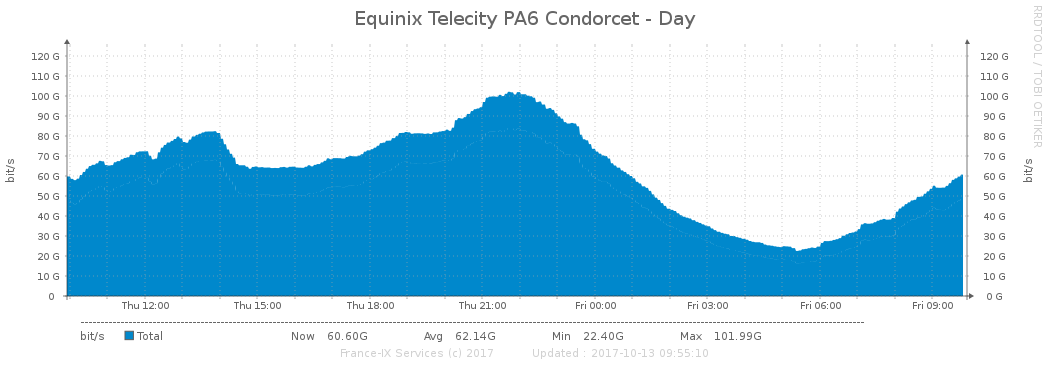 Equinix Telecity PA6 Condorcet - Day
RRDTOOL / TOBI OETIKER
bit/s
120 G 120 G
110 G 110 G
100 G 100 G
90 G 90 G
80 G 80 G
70 G 70 G
60 G 60 G
50 G 50 G
40 G 40 G
30 G 30 G
20 G 20 G
10 G 10 G
0 0 G
bit/s
Thu 12:00 Thu 15:00 Thu 18:00 Thu 21:00 Fri 00:00 Fri 03:00 Fri 06:00 Fri 09:00
bit/s Total Now 60.60G Avg 62.14G Min 22.40G Max 101.99G
France-IX Services (c) 2017 Updated : 2017-10-13 09:55:10